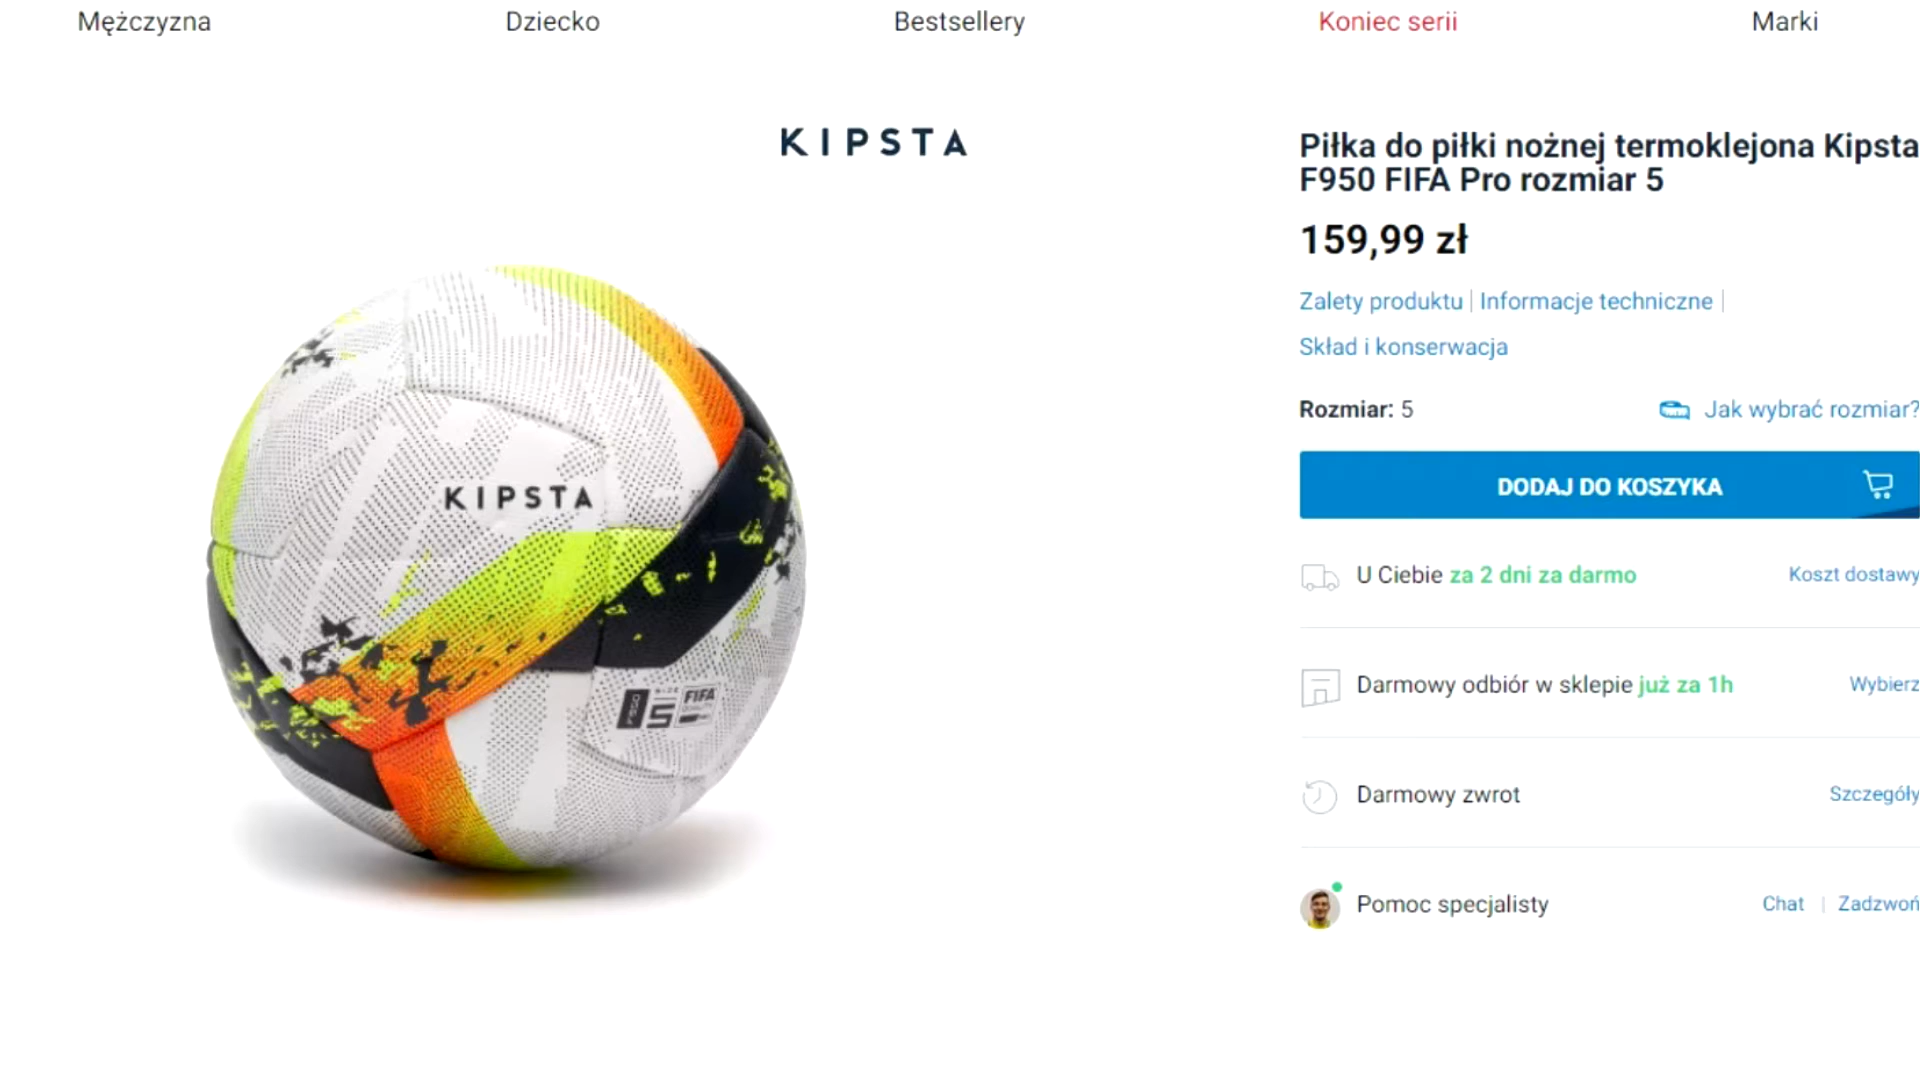 Mężczyzna
Dziecko
Bestsellery
Koniec serii
Marki
KIPSTA
Piłka do piłki nożnej termoklejona Kipsta
F950 FIFA Pro rozmiar 5
159,99 zł
Zalety produktu | Informacje techniczne |
Skład i konserwacja
Rozmiar: 5
Jak wybrać rozmiar?
DODAJ DO KOSZYKA
U Ciebie za 2 dni za darmo
Koszt dostawy
Darmowy odbiór w sklepie już za 1h
Wybierz
Darmowy zwrot
Szczegóły
Pomoc specjalisty
Chat | Zadzwoń
KIPSTA
F950
SIZE
5
FIFA